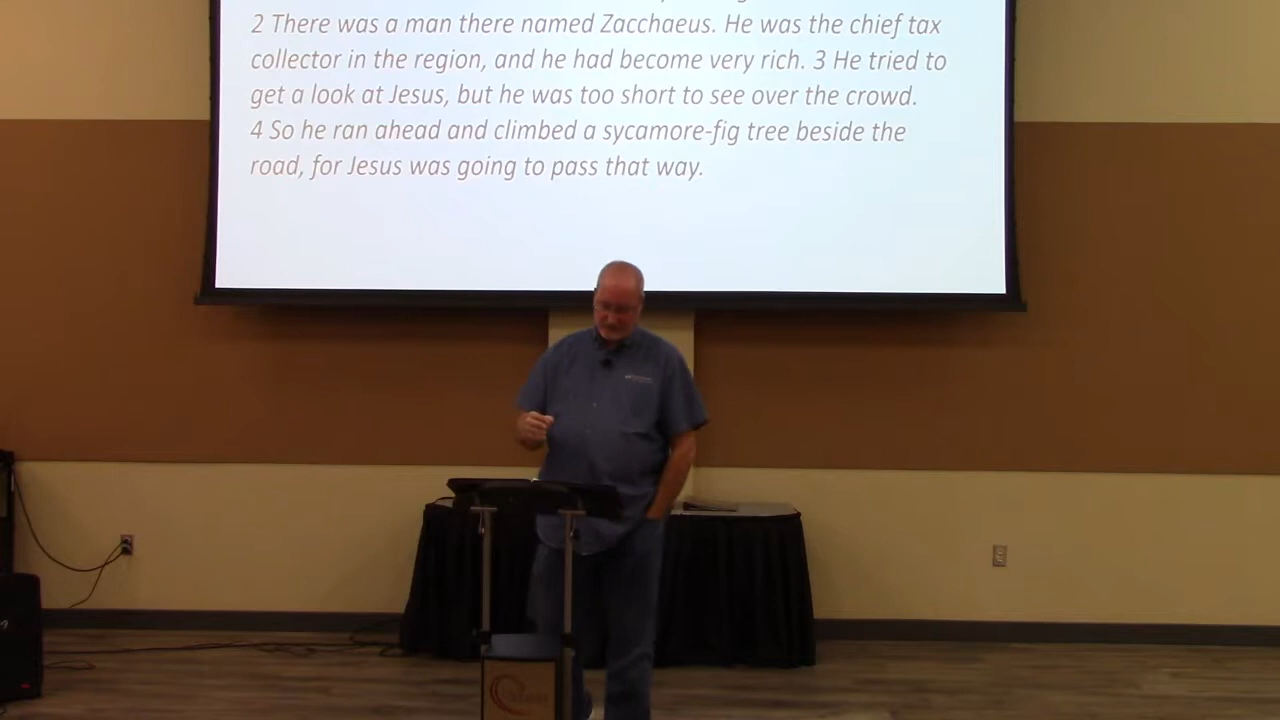 2 There was a man there named Zacchaeus. He was the chief tax
collector in the region, and he had become very rich. 3 He tried to
get a look at Jesus, but he was too short to see over the crowd.
4 So he ran ahead and climbed a sycamore-fig tree beside the
road, for Jesus was going to pass that way.